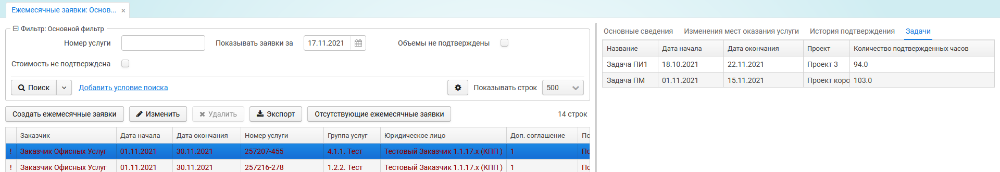 Ежемесячные заявки: Основ... ×
Фильтр: Основной фильтр
Номер услуги Показывать заявки за 17.11.2021 Объемы не подтверждены
Стоимость не подтверждена
Поиск Добавить условие поиска Показывать строк 500
Создать ежемесячные заявки Изменить Удалить Экспорт Отсутствующие ежемесячные заявки 14 строк
Заказчик Дата начала Дата окончания Номер услуги Группа услуг Юридическое лицо Доп. соглашение По
! Заказчик Офисных Услуг 01.11.2021 30.11.2021 257207-455 4.1.1. Тест Тестовый Заказчик 1.1.17.x (КПП ) 1 По
! Заказчик Офисных Услуг 01.11.2021 30.11.2021 257216-278 1.2.2. Тест Тестовый Заказчик 1.1.17.x (КПП ) 1 По
Основные сведения Изменения мест оказания услуги История подтверждения Задачи
Название Дата начала Дата окончания Проект Количество подтвержденных часов
Задача ПИ1 18.10.2021 22.11.2021 Проект 3 94.0
Задача ПМ 01.11.2021 15.11.2021 Проект коро 103.0